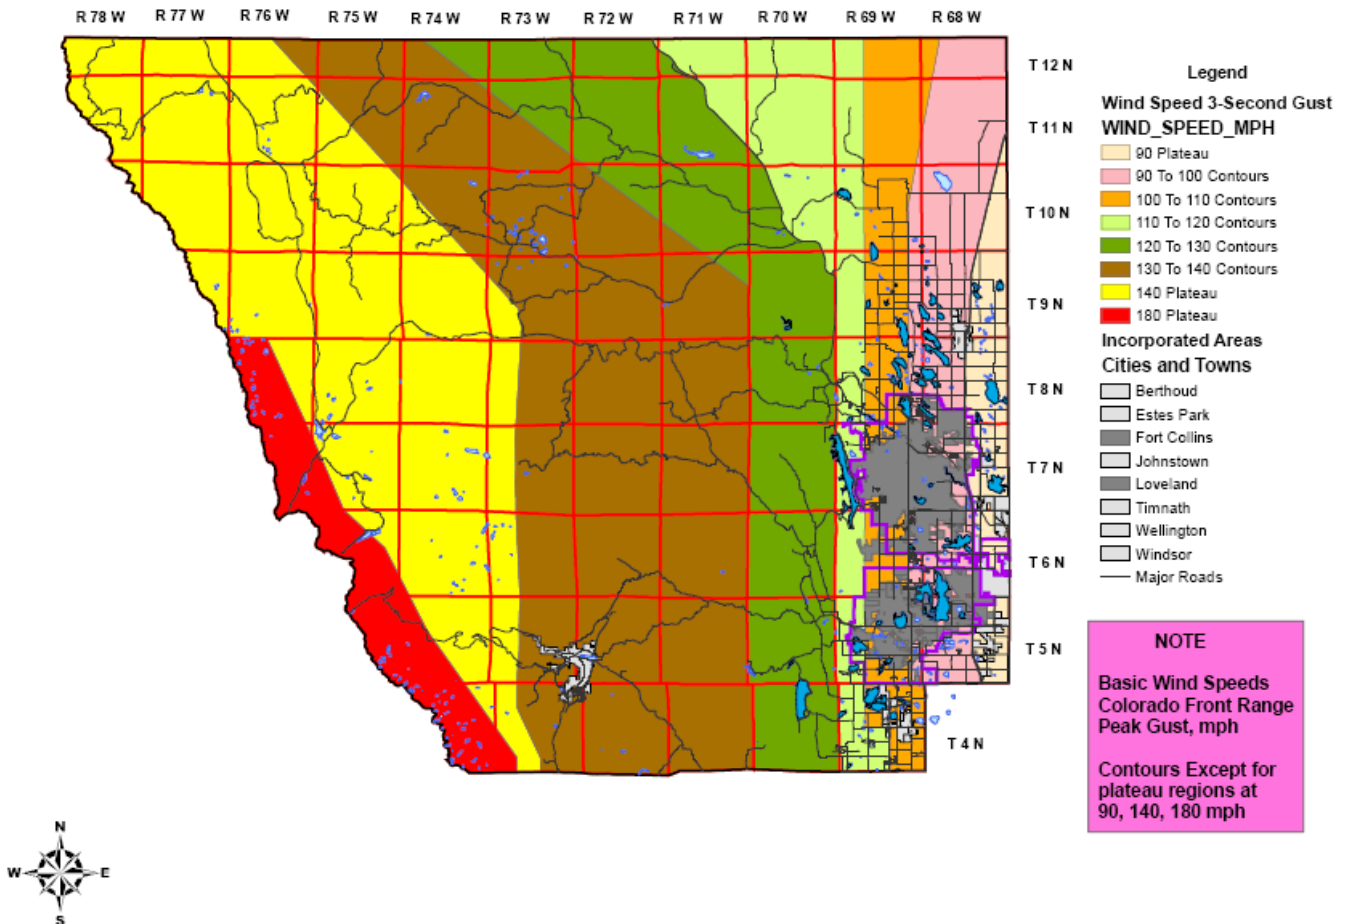 R 78 W R 77 W R 76 W R 75 W R 74 W R 73 W R 72 W R 71 W R 70 W R 69 W R 68 W
T 12 N
T 11 N
T 10 N
T 9 N
T 8 N
T 7 N
T 6 N
T 5 N
T 4 N
Legend
Wind Speed 3-Second Gust
WIND_SPEED_MPH
90 Plateau
90 To 100 Contours
100 To 110 Contours
110 To 120 Contours
120 To 130 Contours
130 To 140 Contours
140 Plateau
180 Plateau
Incorporated Areas
Cities and Towns
Berthoud
Estes Park
Fort Collins
Johnstown
Loveland
Timnath
Wellington
Windsor
Major Roads
NOTE
Basic Wind Speeds
Colorado Front Range
Peak Gust, mph
Contours Except for
plateau regions at
90, 140, 180 mph
N
W E
S